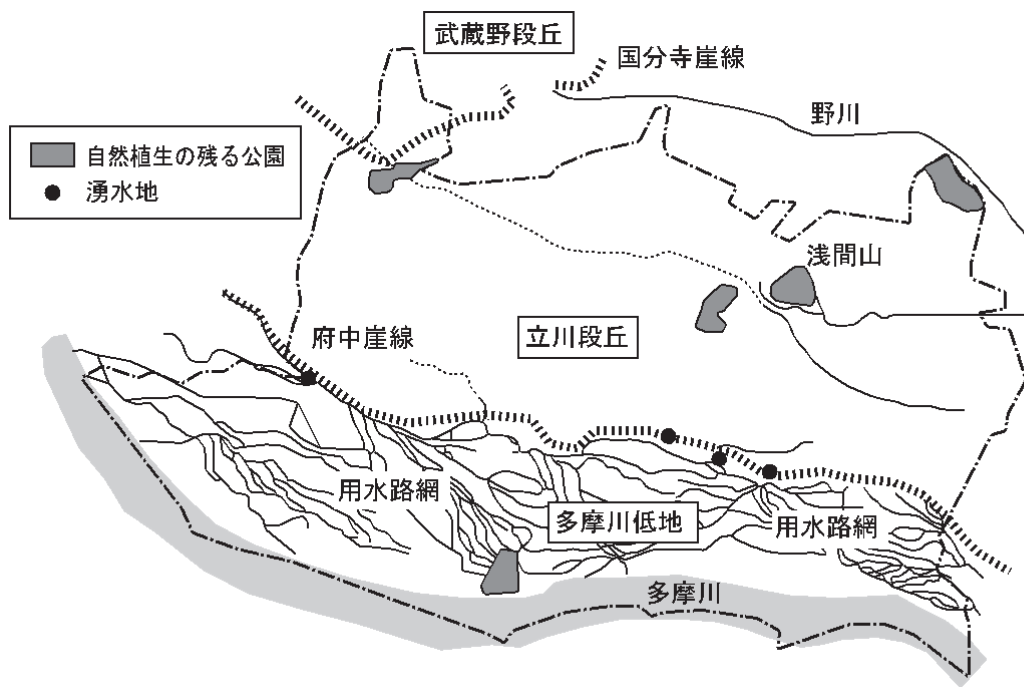 武蔵野段丘
国分寺崖線
野川
自然植生の残る公園
湧水地
浅間山
府中崖線
立川段丘
用水路網
多摩川低地
用水路網
多摩川